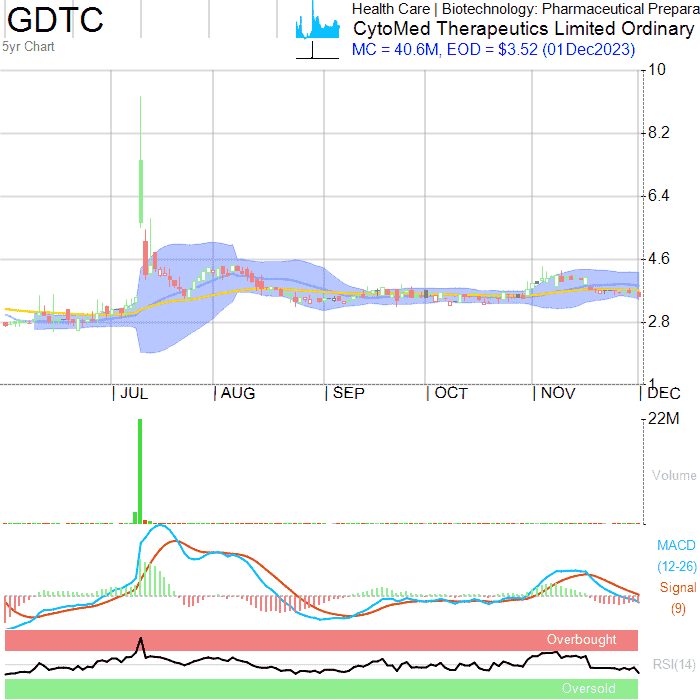 GDTC
5yr Chart
Health Care | Biotechnology: Pharmaceutical Prepara
CytoMed Therapeutics Limited Ordinary
MC = 40.6M, EOD = $3.52 (01Dec2023)
10
8.2
6.4
4.6
2.8
1
JUL AUG SEP OCT NOV DEC
22M
Volume
MACD
(12-26)
Signal
(9)
Overbought
RSI(14)
Oversold